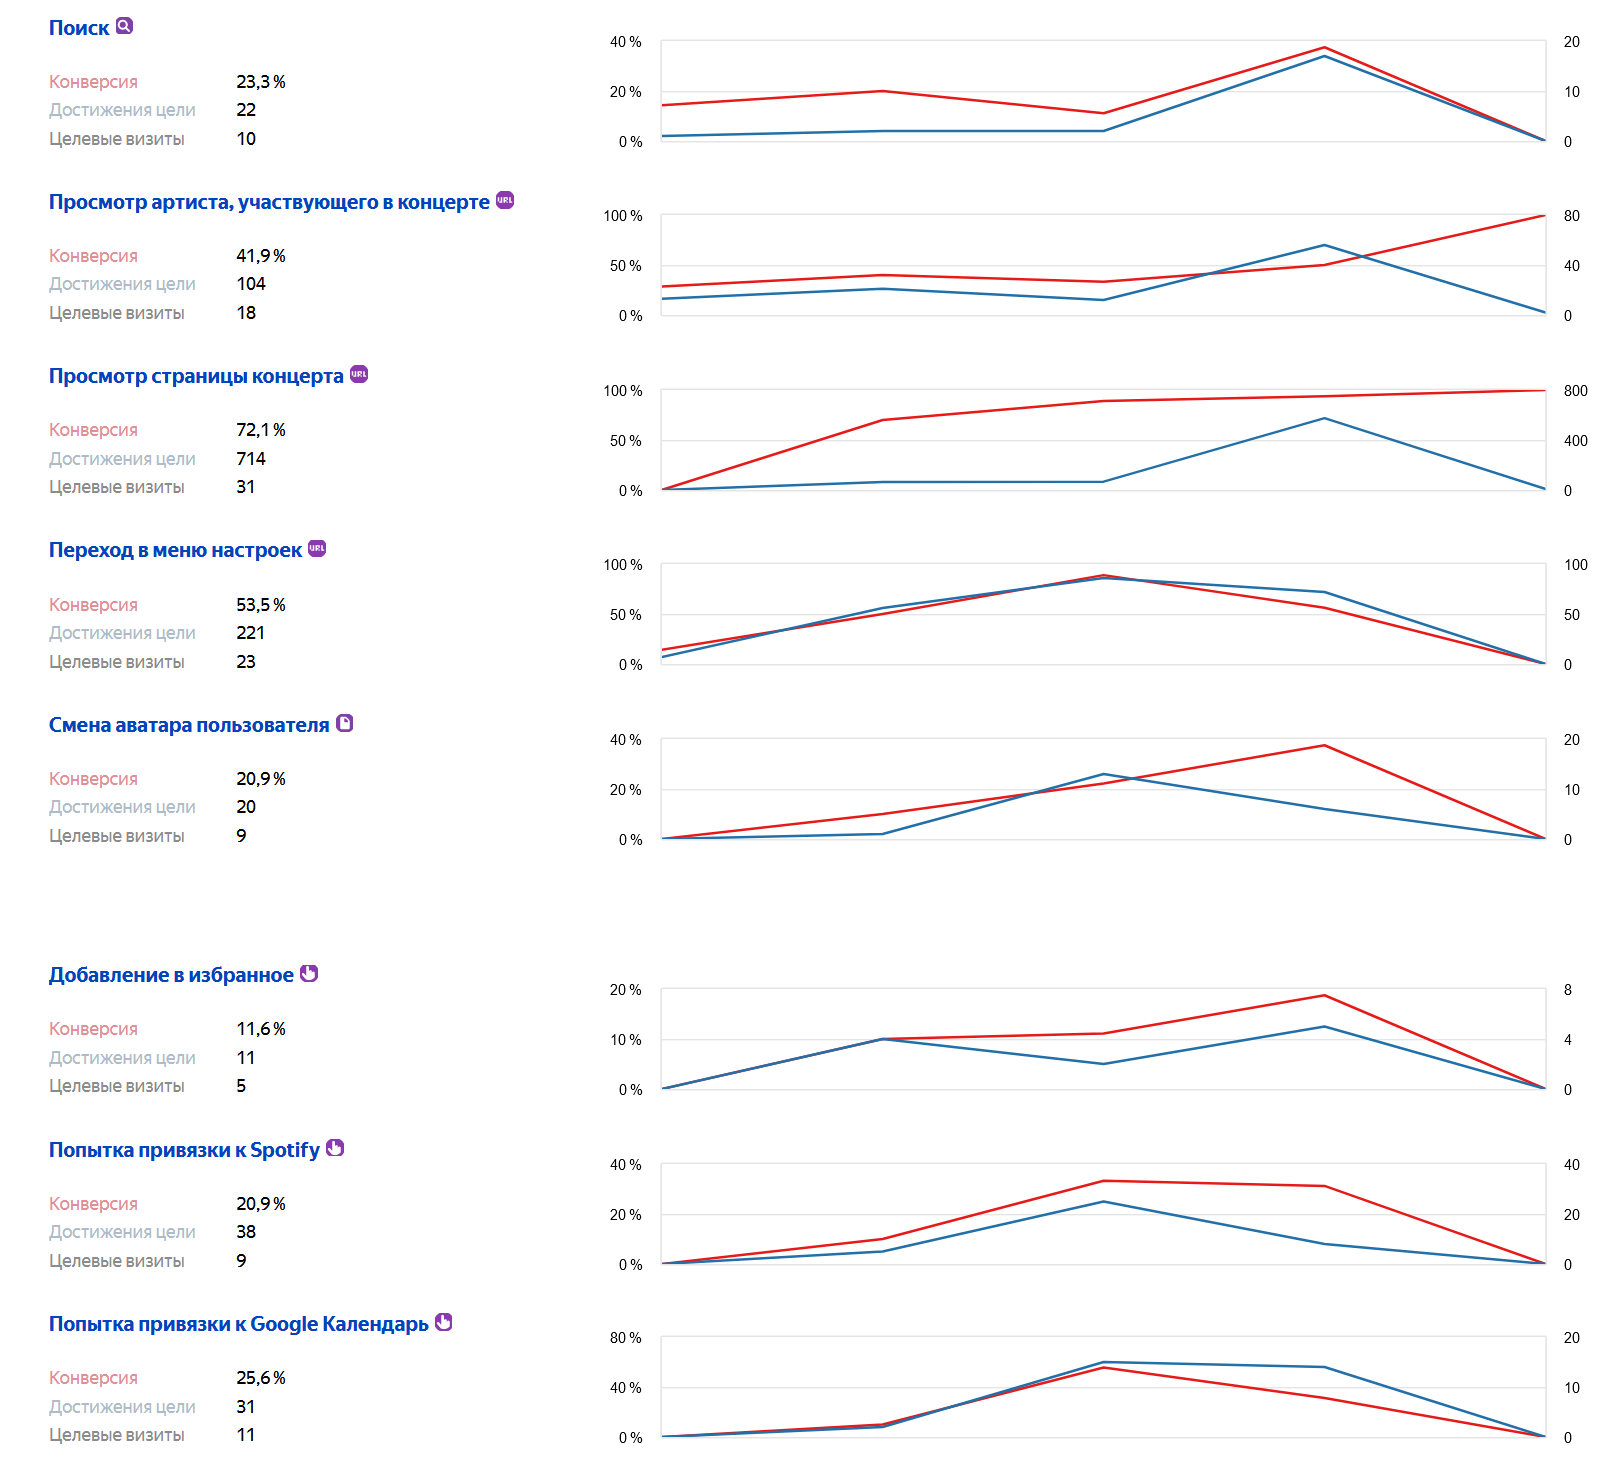 Поиск
40 %
20
Конверсия 23,3 %
20 %
10
Достижения цели 22
Целевые визиты 10
0 %
0
Просмотр артиста, участвующего в концерте URL
100 %
80
Конверсия 41,9 %
50 %
40
Достижения цели 104
Целевые визиты 18
0 %
0
Просмотр страницы концерта URL
100 %
800
Конверсия 72,1 %
50 %
400
Достижения цели 714
Целевые визиты 31
0 %
0
Переход в меню настроек URL
100 %
100
Конверсия 53,5 %
50 %
50
Достижения цели 221
Целевые визиты 23
0 %
0
Смена аватара пользователя
40 %
20
Конверсия 20,9 %
20 %
10
Достижения цели 20
Целевые визиты 9
0 %
0
Добавление в избранное
20 %
8
Конверсия 11,6 %
10 %
4
Достижения цели 11
Целевые визиты 5
0 %
0
Попытка привязки к Spotify
40 %
40
Конверсия 20,9 %
20 %
20
Достижения цели 38
Целевые визиты 9
0 %
0
Попытка привязки к Google Календарь
80 %
20
Конверсия 25,6 %
40 %
10
Достижения цели 31
Целевые визиты 11
0 %
0